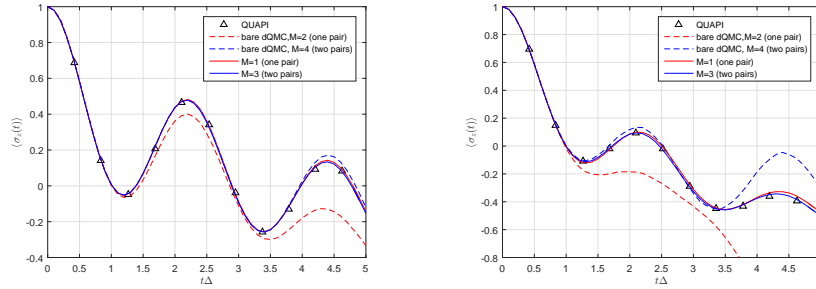 1
0.8
0.6
0.4
0.2
0
-0.2
-0.4
⟨σz(t)⟩
0 0.5 1 1.5 2 2.5 3 3.5 4 4.5 5
tΔ
QUAPI
bare dQMC,M=2 (one pair)
bare dQMC, M=4 (two pairs)
M=1 (one pair)
M=3 (two pairs)
1
0.8
0.6
0.4
0.2
0
-0.2
-0.4
-0.6
-0.8
⟨σz(t)⟩
0 0.5 1 1.5 2 2.5 3 3.5 4 4.5
tΔ
QUAPI
bare dQMC,M=2 (one pair)
bare dQMC, M=4 (two pairs)
M=1 (one pair)
M=3 (two pairs)